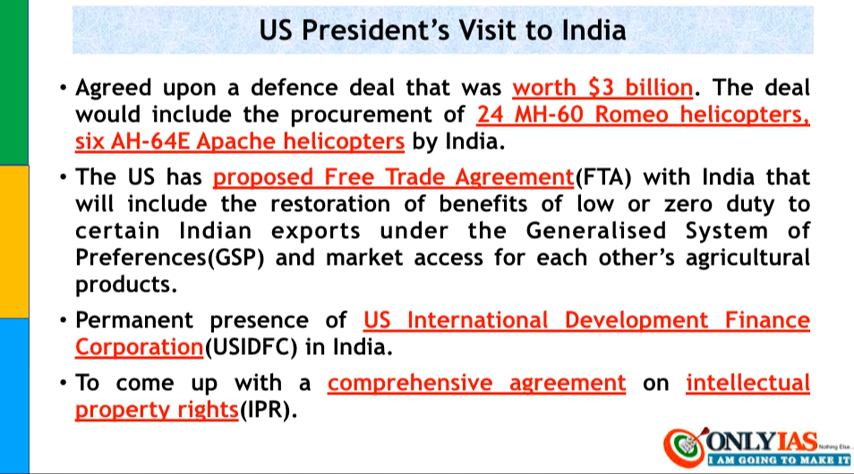 US President’s Visit to India
• Agreed upon a defence deal that was worth $3 billion. The deal
would include the procurement of 24 MH-60 Romeo helicopters,
six AH-64E Apache helicopters by India.
• The US has proposed Free Trade Agreement(FTA) with India that
will include the restoration of benefits of low or zero duty to
certain Indian exports under the Generalised System of
Preferences(GSP) and market access for each other’s agricultural
products.
• Permanent presence of US International Development Finance
Corporation(USIDFC) in India.
• To come up with a comprehensive agreement on intellectual
property rights(IPR).
ONLYIAS Nothing Else..
I AM GOING TO MAKE IT